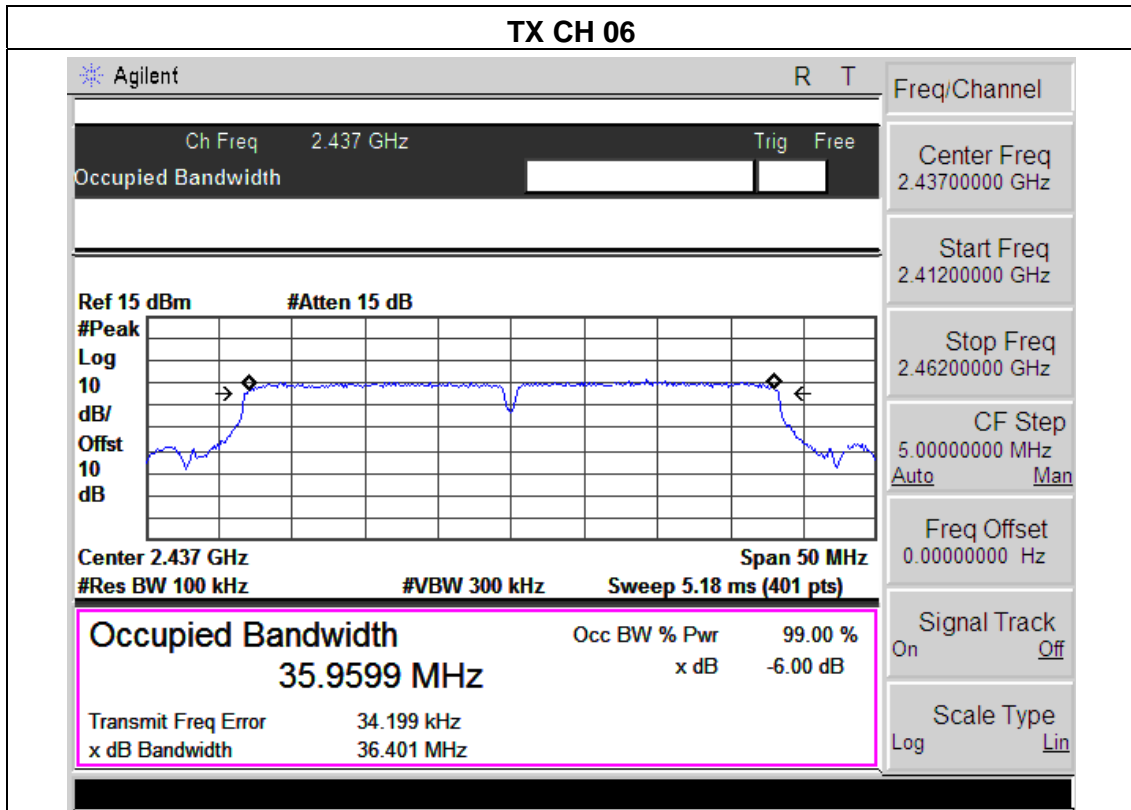 TX CH 06
Agilent R T
Ch Freq 2.437 GHz Trig Free
Occupied Bandwidth
Ref 15 dBm #Atten 15 dB
#Peak
Log
10
dB/
Offst
10
dB
Center 2.437 GHz Span 50 MHz
#Res BW 100 kHz #VBW 300 kHz Sweep 5.18 ms (401 pts)
Occupied Bandwidth Occ BW % Pwr 99.00 %
35.9599 MHz x dB -6.00 dB
Transmit Freq Error 34.199 kHz
x dB Bandwidth 36.401 MHz
Freq/Channel
Center Freq
2.43700000 GHz
Start Freq
2.41200000 GHz
Stop Freq
2.46200000 GHz
CF Step
5.00000000 MHz
Auto Man
Freq Offset
0.00000000 Hz
Signal Track
On Off
Scale Type
Log Lin